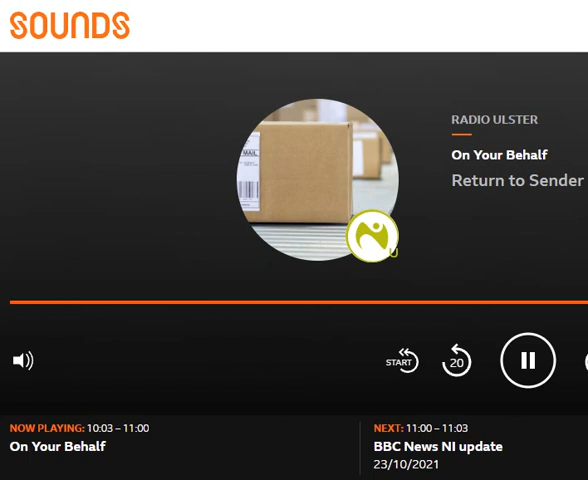 SOUNDS
RADIO ULSTER
On Your Behalf
Return to Sender
MAIL
U
START
20
NOW PLAYING: 10:03 – 11:00
On Your Behalf
NEXT: 11:00 – 11:03
BBC News NI update
23/10/2021